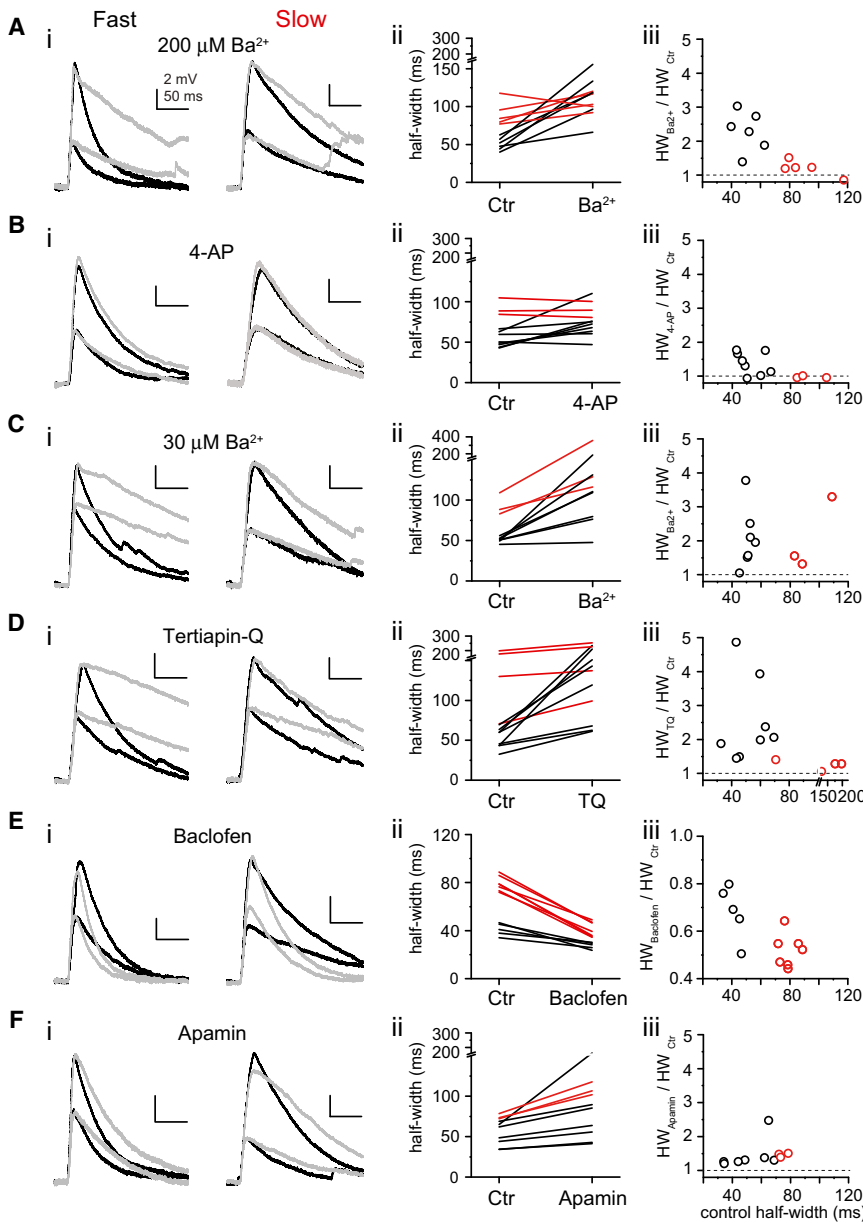 Fast
Slow
A
i
200 µM Ba2+
2 mV
50 ms
ii
half-width (ms)
300
200
150
100
50
0
Ctr
Ba2+
iii
HWBa2+ / HWCtr
5
4
3
2
1
40
80
120
B
i
4-AP
ii
half-width (ms)
300
200
100
50
0
Ctr
4-AP
iii
HW4-AP / HWCtr
5
4
3
2
1
40
80
120
C
i
30 µM Ba2+
ii
half-width (ms)
400
200
100
50
0
Ctr
Ba2+
iii
HWBa2+ / HWCtr
5
4
3
2
1
40
80
120
D
i
Tertiapin-Q
ii
half-width (ms)
300
200
100
50
0
Ctr
TQ
iii
HWTQ / HWCtr
5
4
3
2
1
40
80
150
200
E
i
Baclofen
ii
half-width (ms)
120
80
40
0
Ctr
Baclofen
iii
HWBaclofen / HWCtr
1.0
0.8
0.6
0.4
40
80
120
F
i
Apamin
ii
half-width (ms)
300
200
100
50
0
Ctr
Apamin
iii
HWApamin / HWCtr
5
4
3
2
1
40
80
120
control half-width (ms)